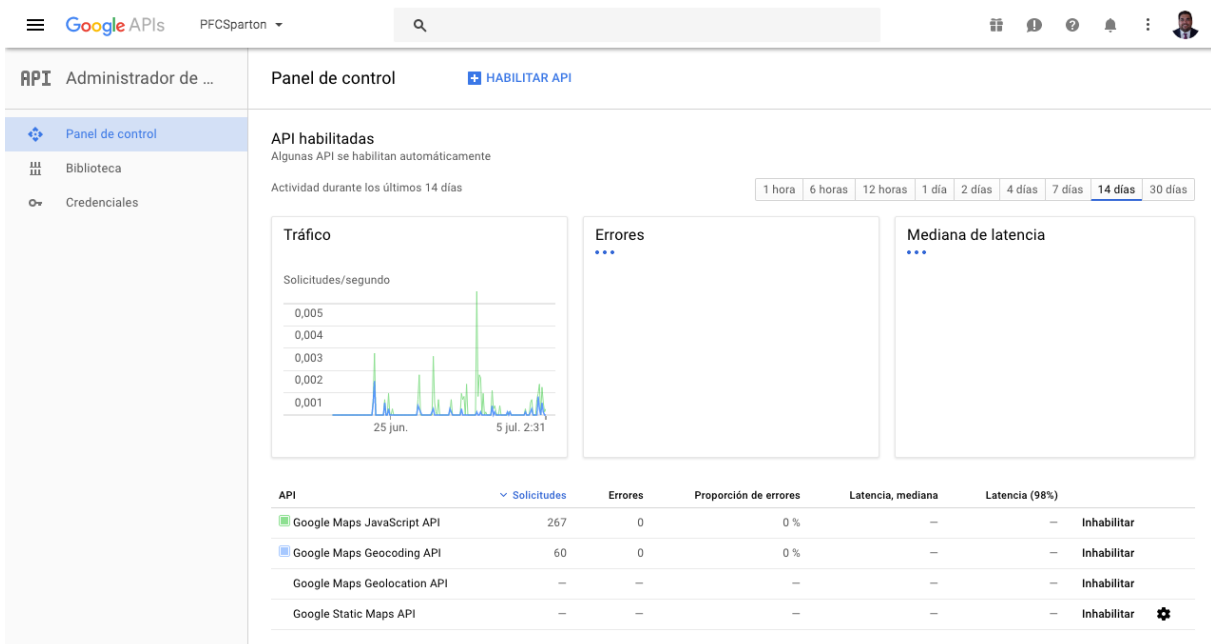 Google APIs PFCSparton
API Administrador de ...
Panel de control HABILITAR API
Panel de control
Biblioteca
Credenciales
API habilitadas
Algunas API se habilitan automáticamente
Actividad durante los últimos 14 días
1 hora 6 horas 12 horas 1 día 2 días 4 días 7 días 14 días 30 días
Tráfico
Solicitudes/segundo
0,005
0,004
0,003
0,002
0,001
25 jun. 5 jul. 2:31
Errores
Mediana de latencia
API Solicitudes Errores Proporción de errores Latencia, mediana Latencia (98%)
Google Maps JavaScript API 267 0 0 % — — Inhabilitar
Google Maps Geocoding API 60 0 0 % — — Inhabilitar
Google Maps Geolocation API — — — — — Inhabilitar
Google Static Maps API — — — — — Inhabilitar